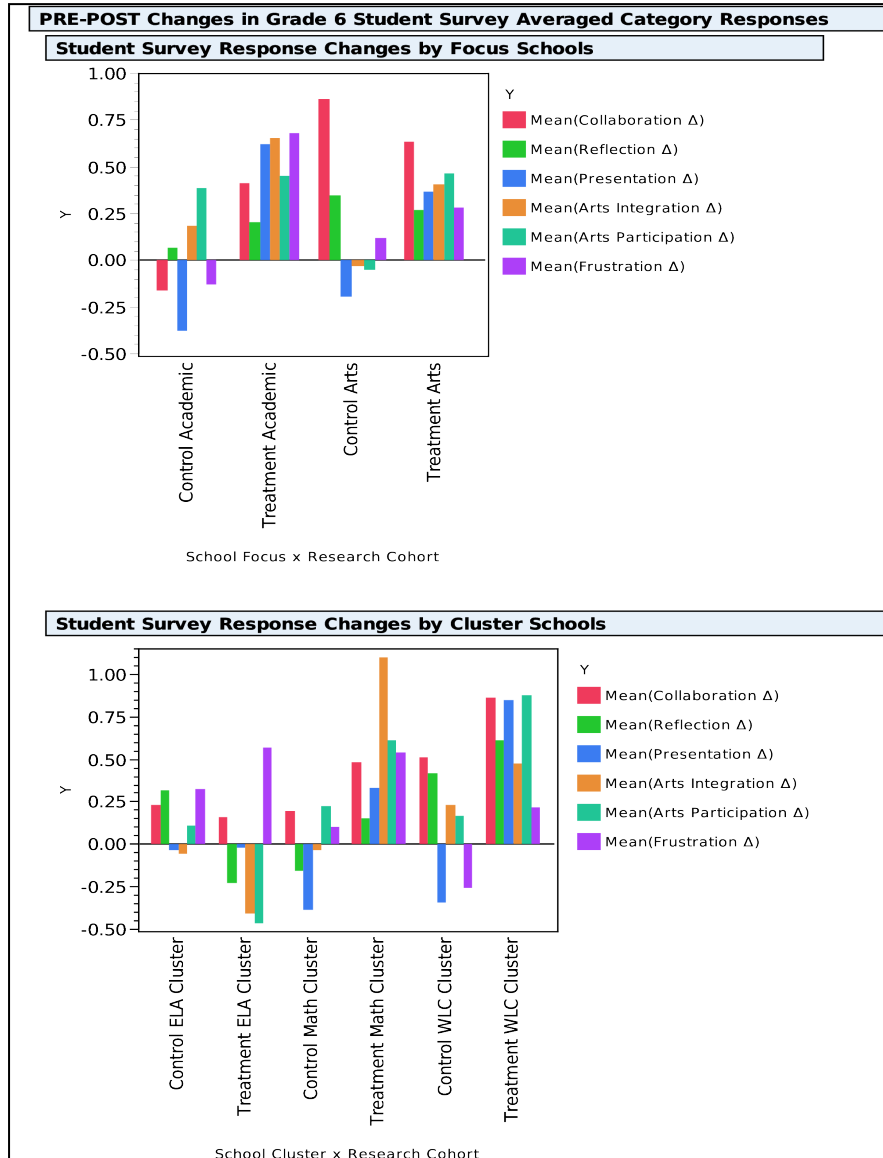 PRE-POST Changes in Grade 6 Student Survey Averaged Category Responses
Student Survey Response Changes by Focus Schools
1.00
0.75
0.50
0.25
0.00
-0.25
-0.50
Y
Control Academic
Treatment Academic
Control Arts
Treatment Arts
School Focus x Research Cohort
Y
Mean(Collaboration Δ)
Mean(Reflection Δ)
Mean(Presentation Δ)
Mean(Arts Integration Δ)
Mean(Arts Participation Δ)
Mean(Frustration Δ)
Student Survey Response Changes by Cluster Schools
1.00
0.75
0.50
0.25
0.00
-0.25
-0.50
Y
Control ELA Cluster
Treatment ELA Cluster
Control Math Cluster
Treatment Math Cluster
Control WLC Cluster
Treatment WLC Cluster
School Cluster x Research Cohort
Y
Mean(Collaboration Δ)
Mean(Reflection Δ)
Mean(Presentation Δ)
Mean(Arts Integration Δ)
Mean(Arts Participation Δ)
Mean(Frustration Δ)